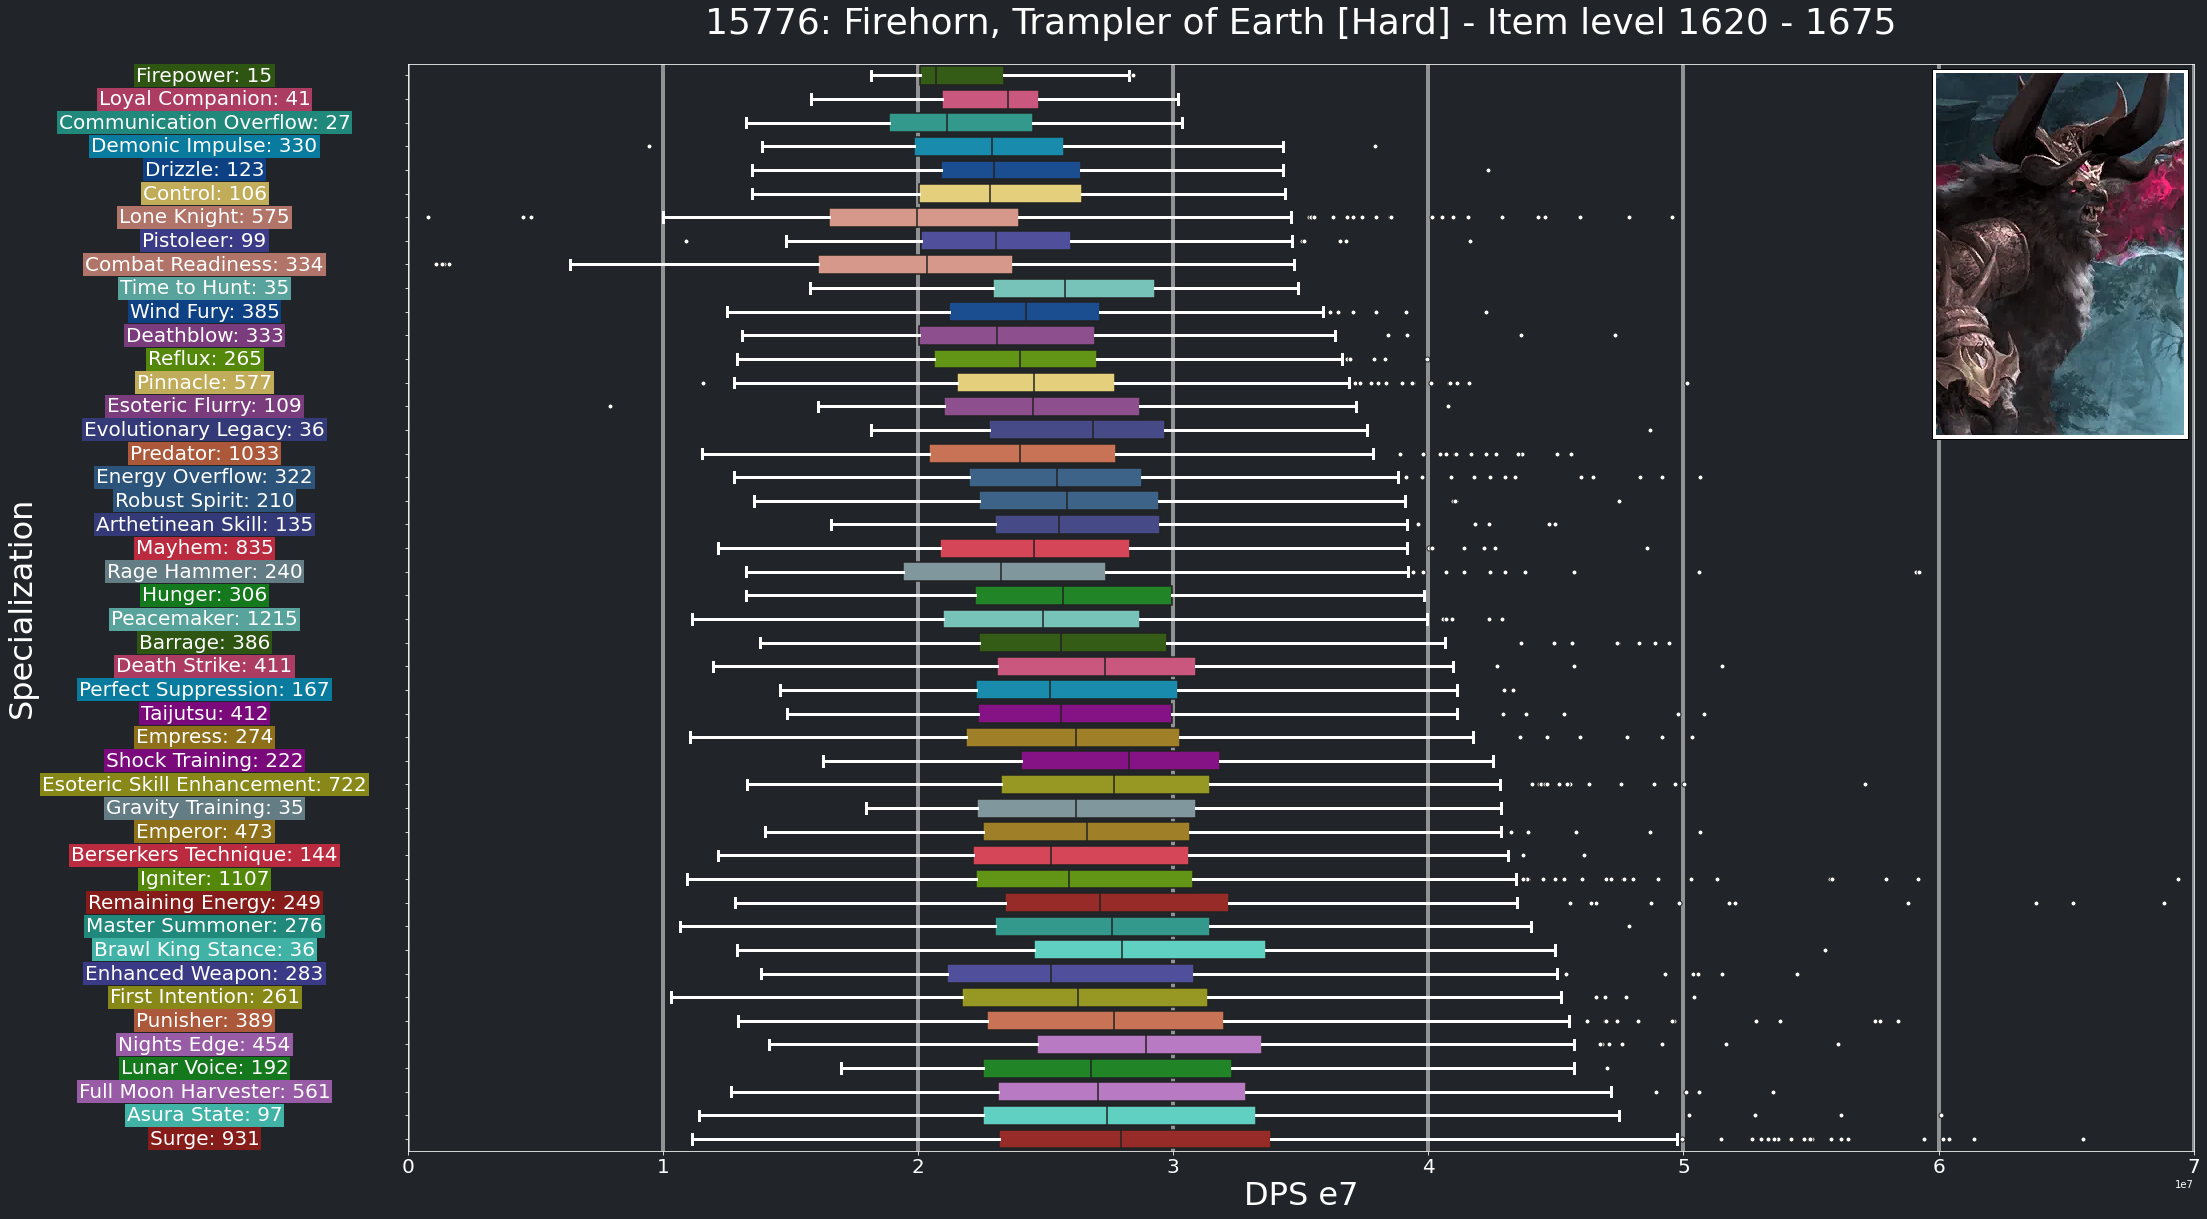 15776: Firehorn, Trampler of Earth [Hard] - Item level 1620 - 1675
Firepower: 15
Loyal Companion: 41
Communication Overflow: 27
Demonic Impulse: 330
Drizzle: 123
Control: 106
Lone Knight: 575
Pistoleer: 99
Combat Readiness: 334
Time to Hunt: 35
Wind Fury: 385
Deathblow: 333
Reflux: 265
Pinnacle: 577
Esoteric Flurry: 109
Evolutionary Legacy: 36
Predator: 1033
Energy Overflow: 322
Robust Spirit: 210
Arthetinean Skill: 135
Mayhem: 835
Rage Hammer: 240
Hunger: 306
Peacemaker: 1215
Barrage: 386
Death Strike: 411
Perfect Suppression: 167
Taijutsu: 412
Empress: 274
Shock Training: 222
Esoteric Skill Enhancement: 722
Gravity Training: 35
Emperor: 473
Berserkers Technique: 144
Igniter: 1107
Remaining Energy: 249
Master Summoner: 276
Brawl King Stance: 36
Enhanced Weapon: 283
First Intention: 261
Punisher: 389
Nights Edge: 454
Lunar Voice: 192
Full Moon Harvester: 561
Asura State: 97
Surge: 931
Specialization
0 1 2 3 4 5 6 7
DPS e7
1e7